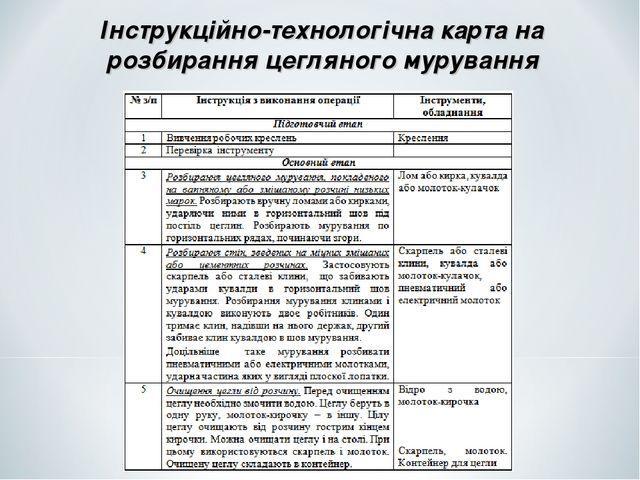 Інструкційно-технологічна карта на
розбирання цегляного мурування
№ з/п Інструкція з виконання операції Інструменти,
обладнання
Підготовчий етап
1 Вивчення робочих креслень Креслення
2 Перевірка інструменту
Основний етап
3 Розбирання цегляного мурування, покладеного Лом або кирка, кувалда
на вапняному або змішаному розчині низьких або молоток-кулачок
марок. Розбирають вручну ломами або кирками,
ударяючи ними в горизонтальний шов під
постіль цеглин. Розбирають мурування по
горизонтальних рядах, починаючи згори.
4 Розбирання стін, зведених на міцних змішаних Скарпель або сталеві
або цементних розчинах. Застосовують клини, кувалда або
скарпель або сталеві клини, що забивають молоток-кулачок,
ударами кувалди в горизонтальний шов пневматичний або
мурування. Розбирання мурування клинами і електричний молоток
кувалдою виконують двоє робітників. Один
тримає клин, надівши на нього держак, другий
забиває клин кувалдою в шов мурування.
Доцільніше таке мурування розбивати
пневматичними або електричними молотками,
ударна частина яких у вигляді плоскої лопатки.
5 Очищання цегли від розчину. Перед очищенням Відро з водою,
цеглу необхідно змочити водою. Цеглу беруть в молоток-кирочка
одну руку, молоток-кирочку – в іншу. Цілу
цеглу очищають від розчину гострим кінцем
кирочки. Можна очищати цеглу і на столі. При
цьому використовуються скарпель і молоток. Скарпель, молоток.
Очищену цеглу складають в контейнер. Контейнер для цегли